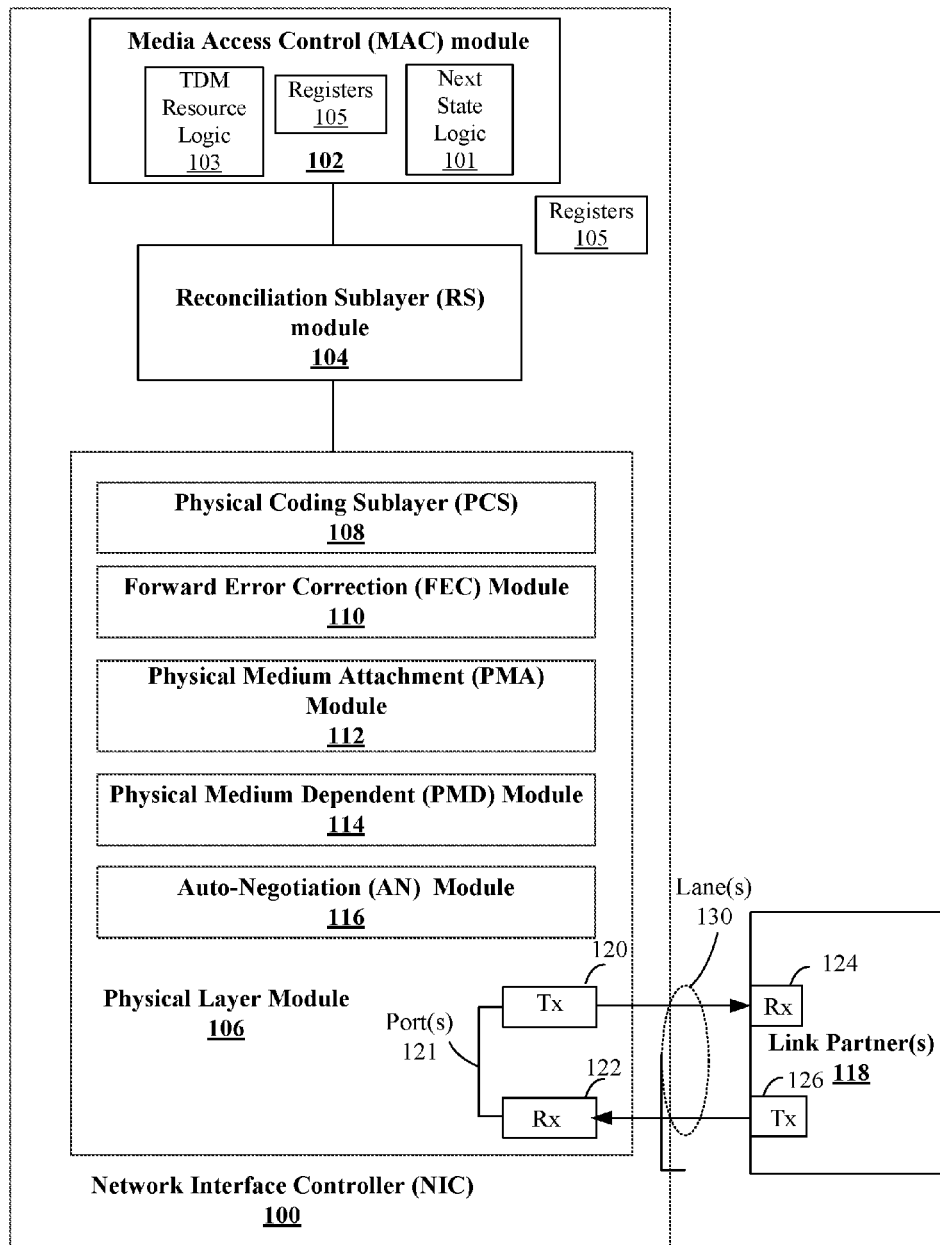 Media Access Control (MAC) module
TDM
Resource
Logic
103
Registers
105
102
Next
State
Logic
101
Registers
105
Reconciliation Sublayer (RS)
module
104
Physical Coding Sublayer (PCS)
108
Forward Error Correction (FEC) Module
110
Physical Medium Attachment (PMA)
Module
112
Physical Medium Dependent (PMD) Module
114
Auto-Negotiation (AN) Module
116
Lane(s)
130
Physical Layer Module
106
Port(s)
121
120
Tx
122
Rx
124
Rx
Link Partner(s)
118
126
Tx
Network Interface Controller (NIC)
100